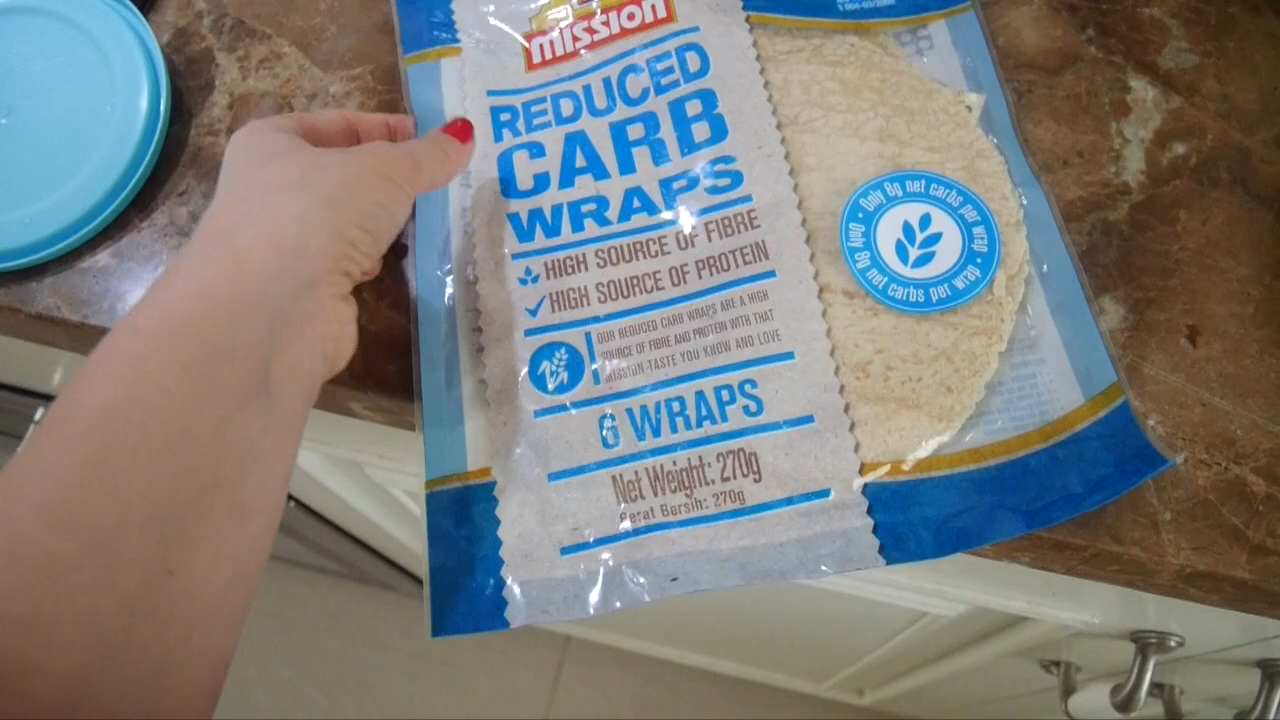 mission
REDUCED
CARB
WRAPS
HIGH SOURCE OF FIBRE
HIGH SOURCE OF PROTEIN
OUR REDUCED CARB WRAPS ARE A HIGH
SOURCE OF FIBRE AND PROTEIN WITH THAT
MISSION-TASTE YOU KNOW AND LOVE
6 WRAPS
Net Weight: 270g
Berat Bersih: 270g
Only 8g net carbs per wrap • Only 8g net carbs per wrap •